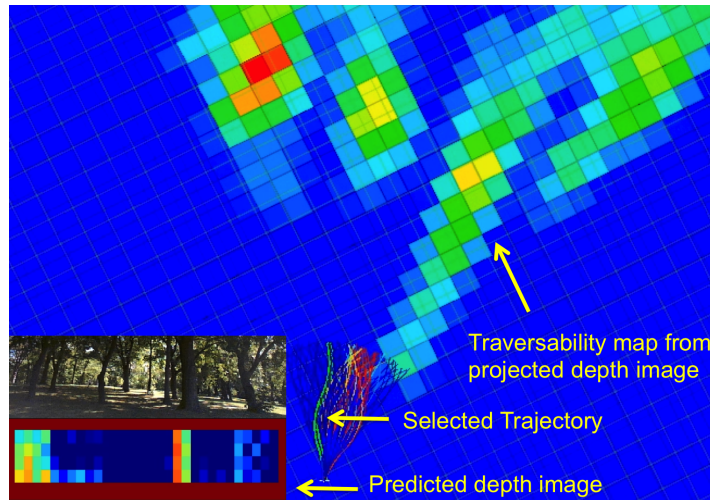 Traversability map from
projected depth image
Selected Trajectory
Predicted depth image